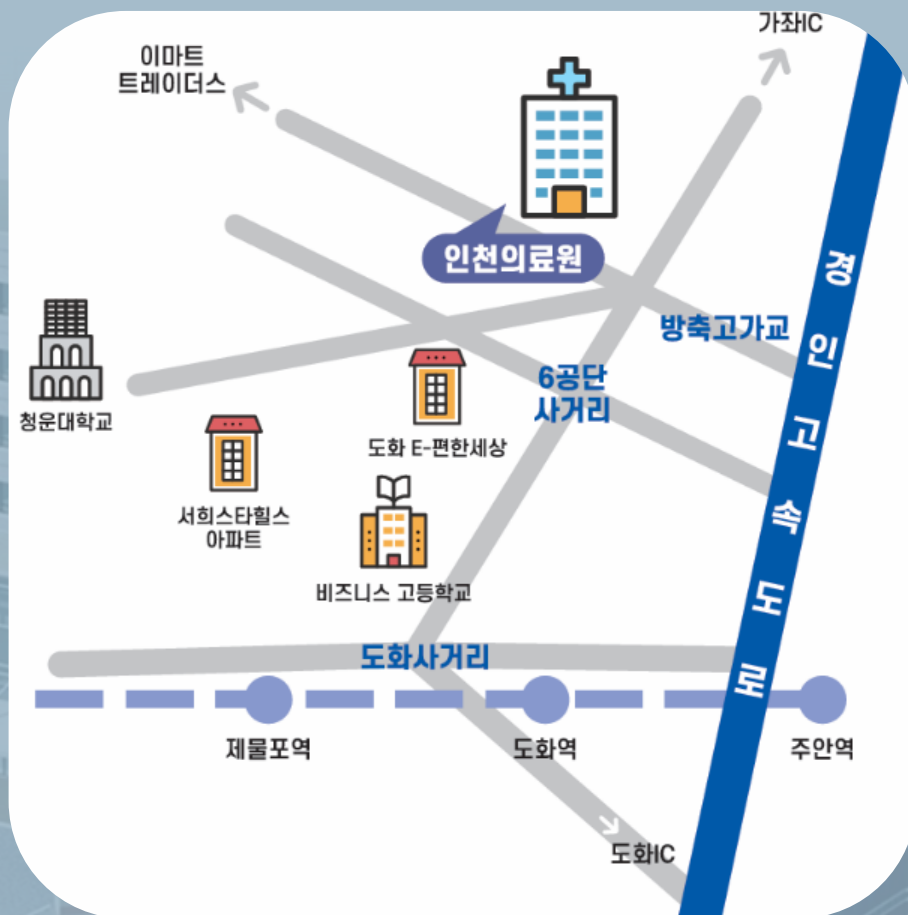 가좌IC
이마트
트레이더스
인천의료원
경인고속도로
방축고가교
6공단
사거리
청운대학교
도화 E-편한세상
서희스타힐스
아파트
비즈니스 고등학교
도화사거리
제물포역
도화역
주안역
도화IC